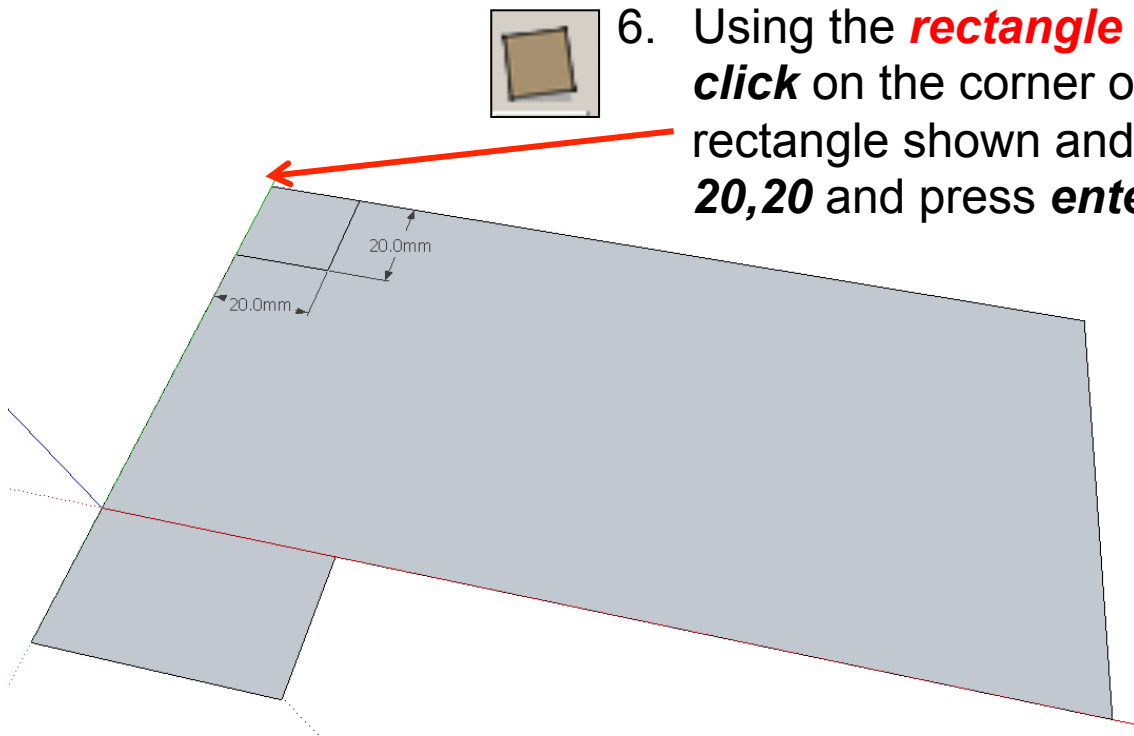 6. Using the rectangle
click on the corner o
rectangle shown and
20,20 and press ente
20.0mm
20.0mm